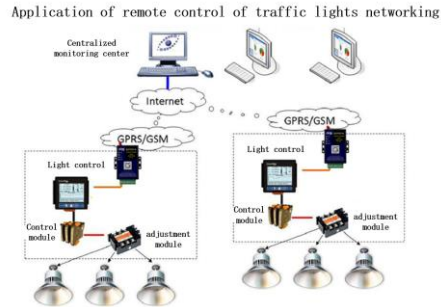 Application of remote control of traffic lights networking
Centralized
monitoring center
Internet
GPRS/GSM
GPRS/GSM
Light control
Light control
Control
module
adjustment
module
Control
module
adjustment
module